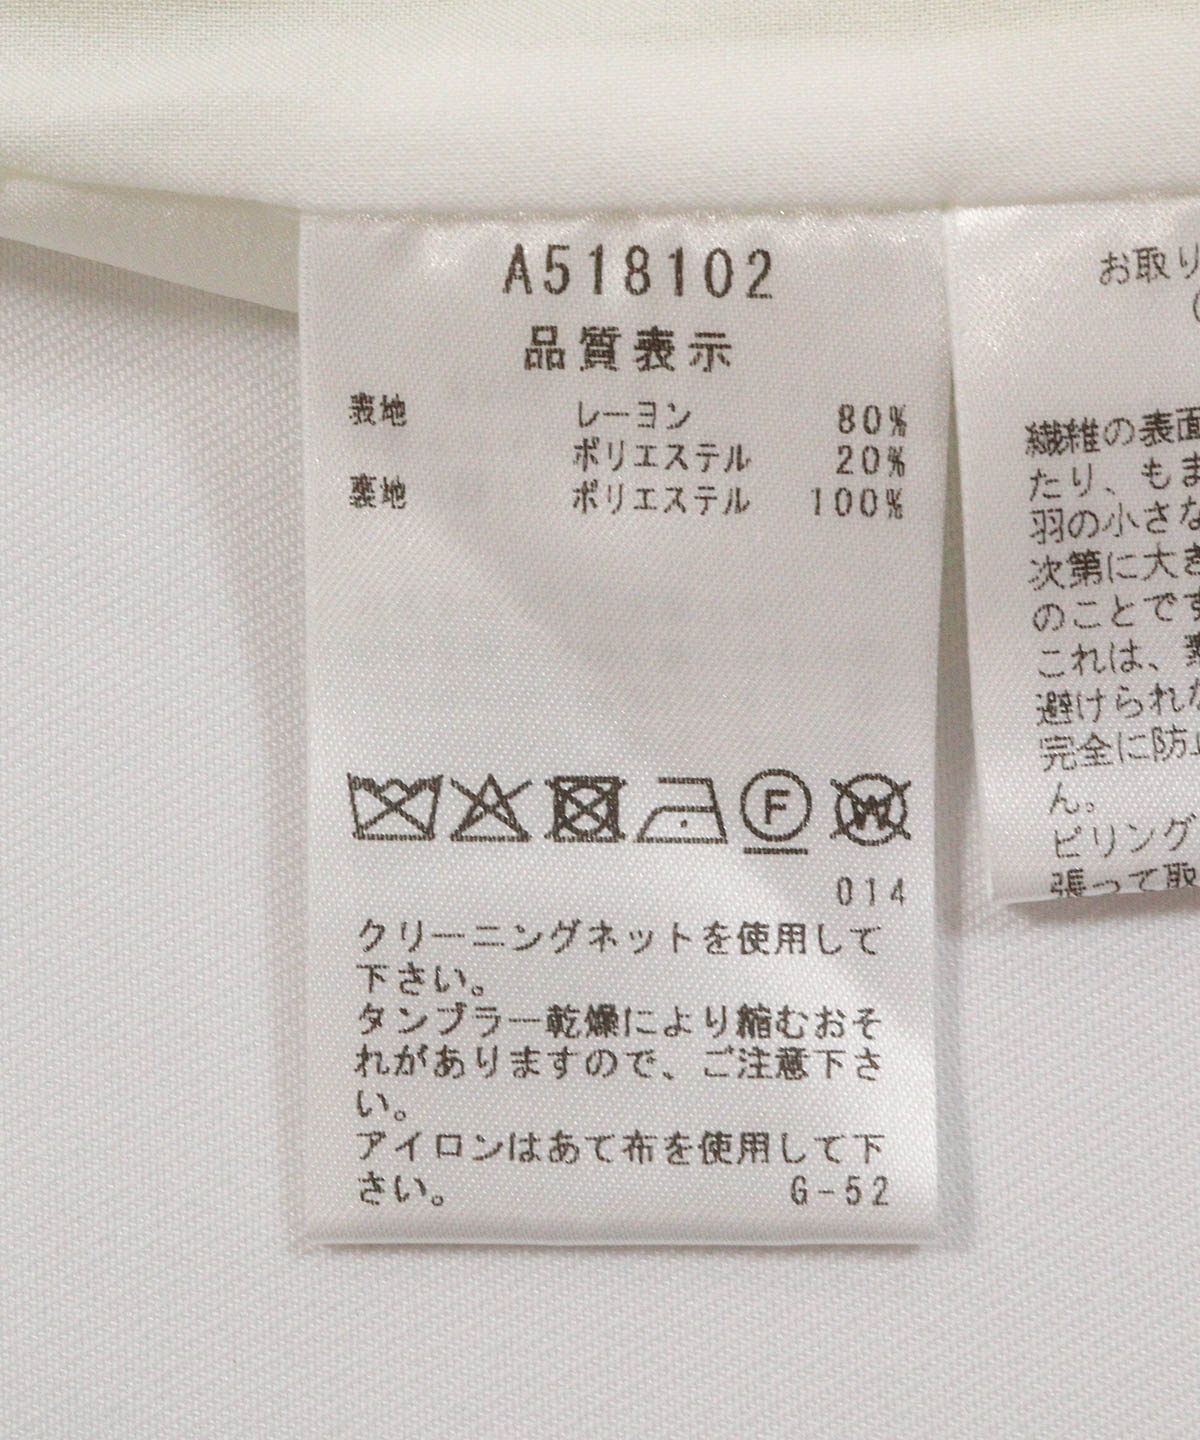 A518102
品質表示
表地 レーヨン 80%
ポリエステル 20%
裏地 ポリエステル 100%
F
W
014
クリーニングネットを使用して
下さい。
タンブラー乾燥により縮むおそ
れがありますので、ご注意下さ
い。
アイロンはあて布を使用して下
さい。 G-52
お取り
繊維の表面
たり、もま
羽の小さな
次第に大き
のことです
これは、
避けられな
完全に防止
ん。
ピリング
張って取